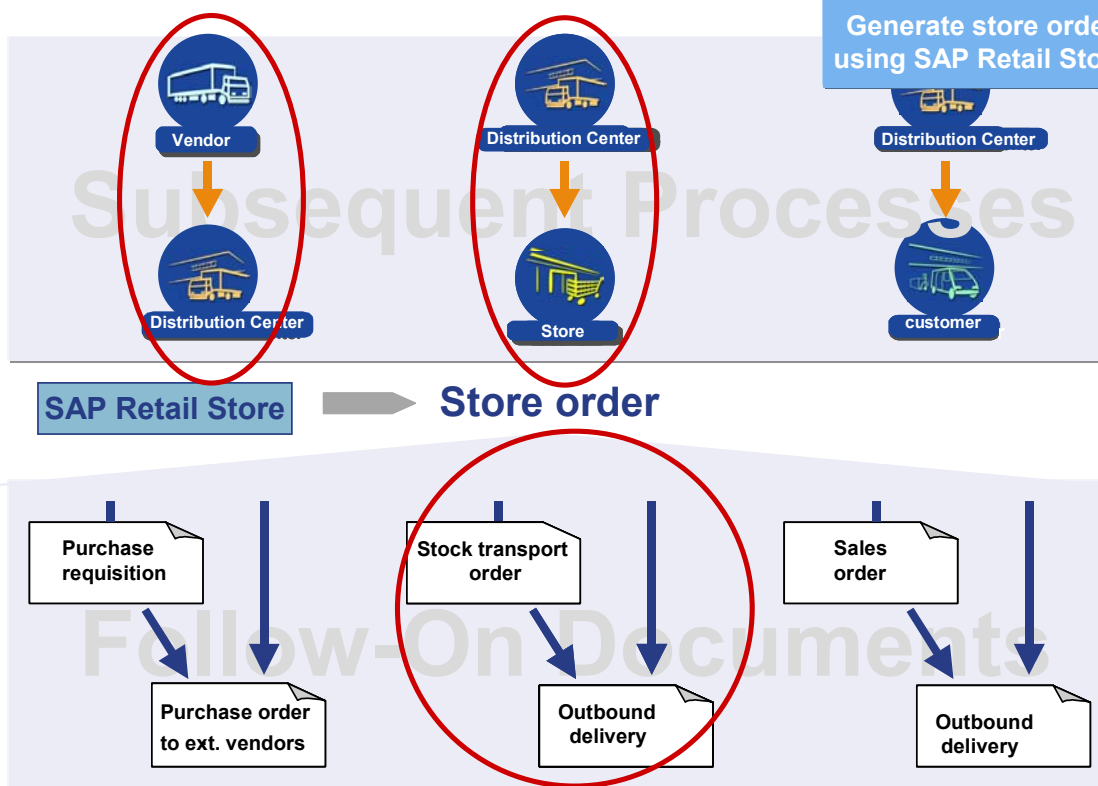 Generate store orde
using SAP Retail Sto
Vendor
Distribution Center
Distribution Center
Subsequent Processes
Distribution Center
Store
customer
SAP Retail Store
Store order
Purchase
requisition
Stock transport
order
Sales
order
Follow-On Documents
Purchase order
to ext. vendors
Outbound
delivery
Outbound
delivery